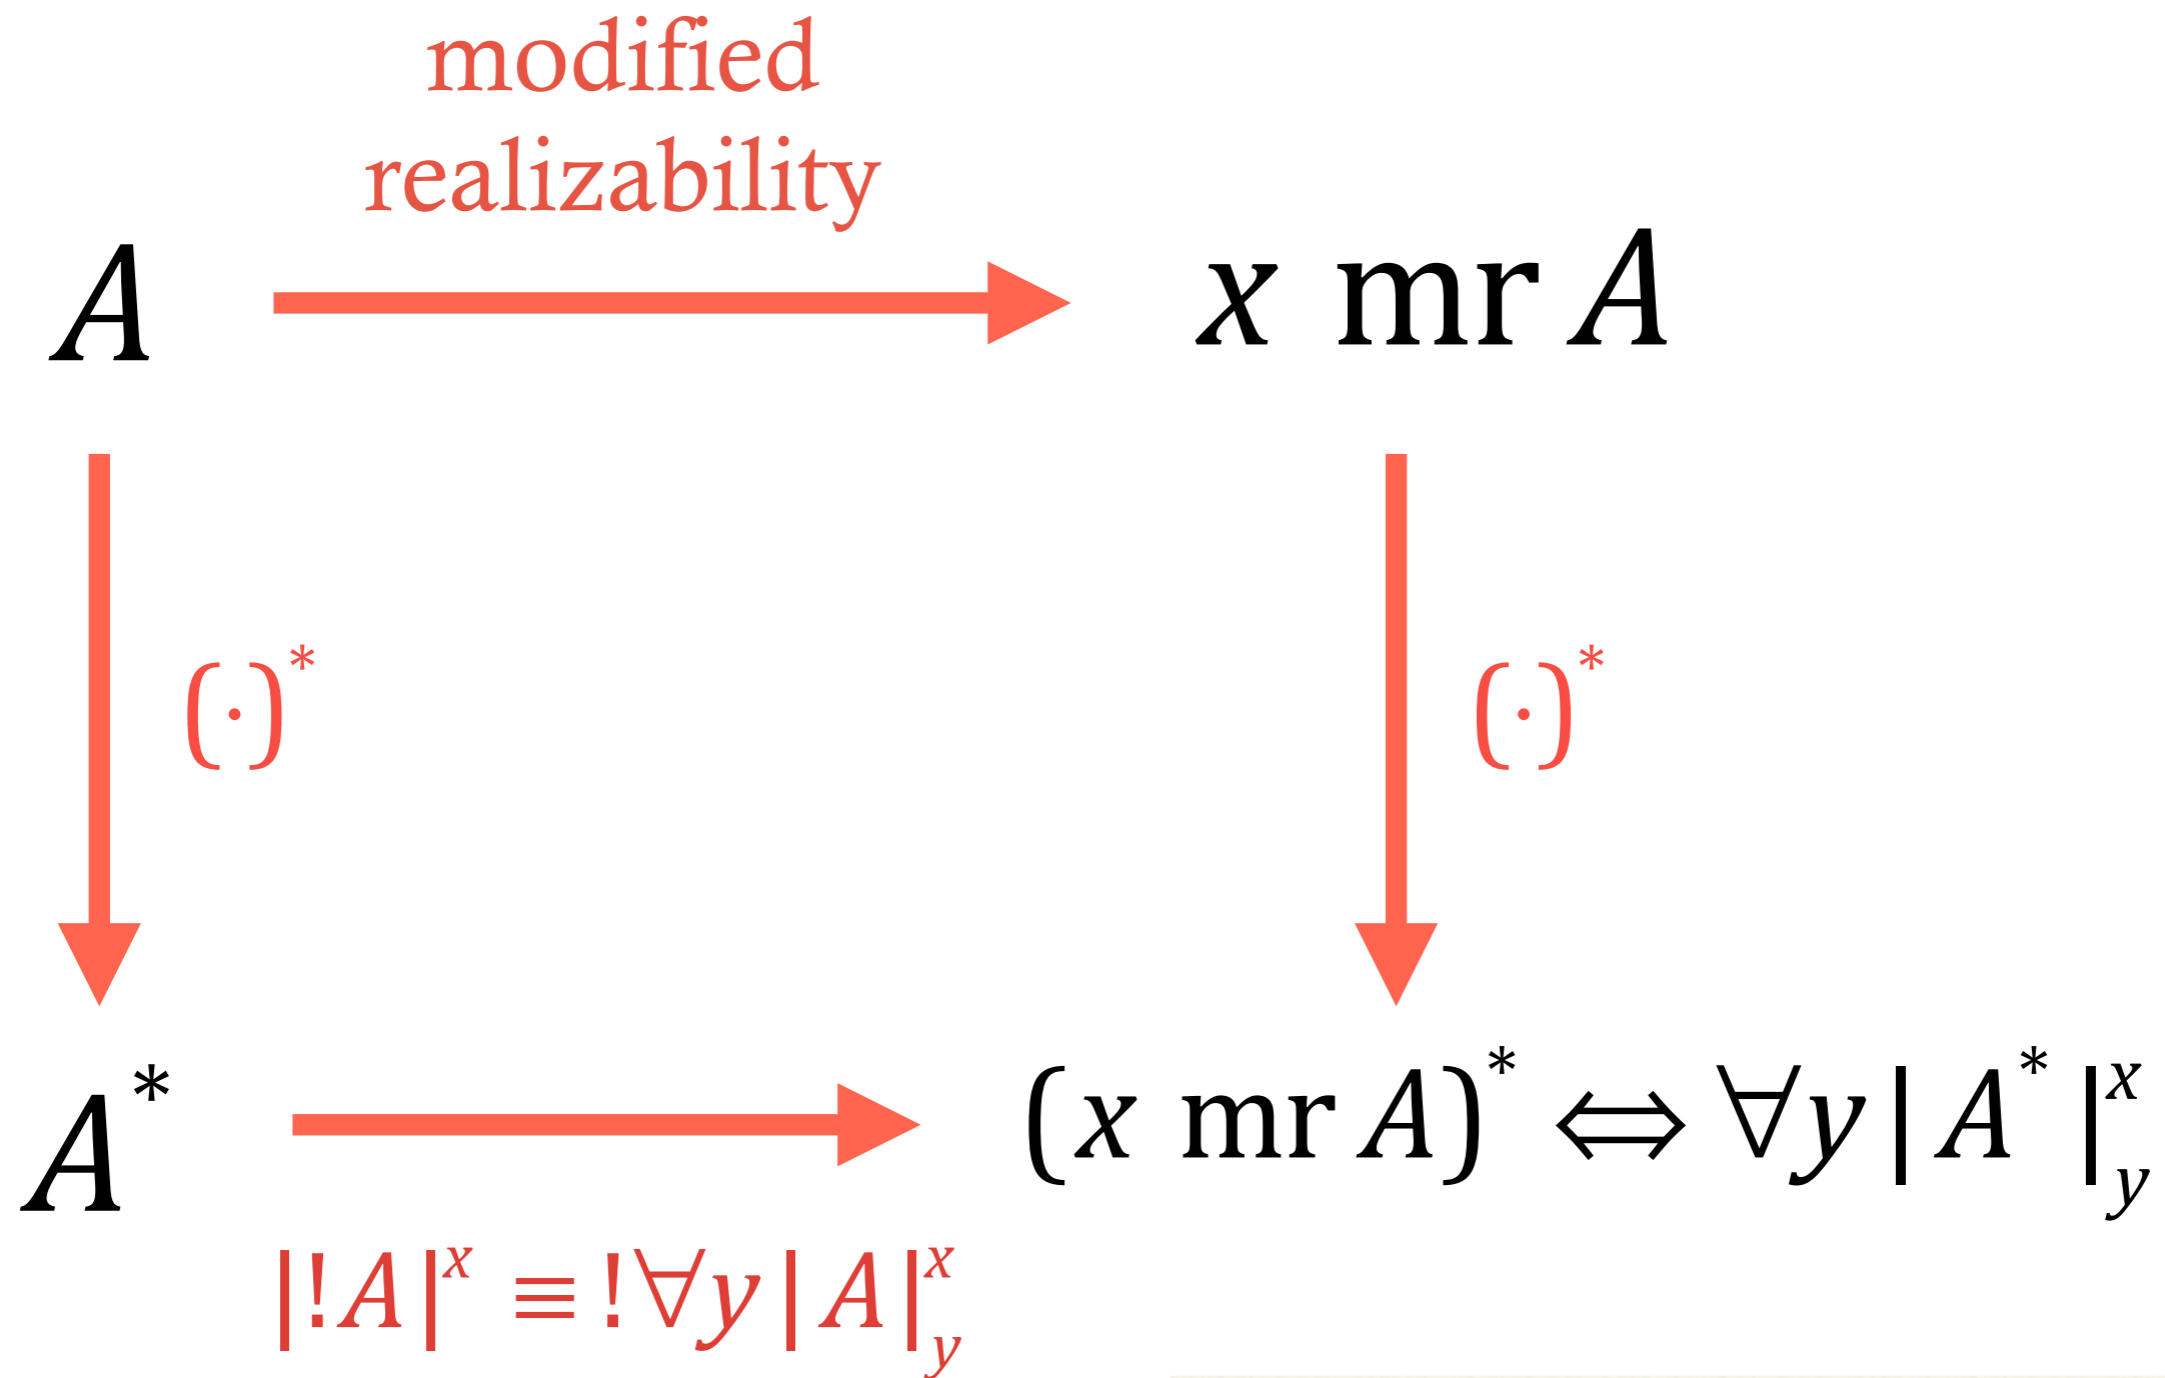 modified
realizability
A x mr A
(·)* (·)*
A* (x mr A)* ⇔ ∀y|A*|ˣᵧ
|!A|ˣ ≡ !∀y|A|ˣᵧ